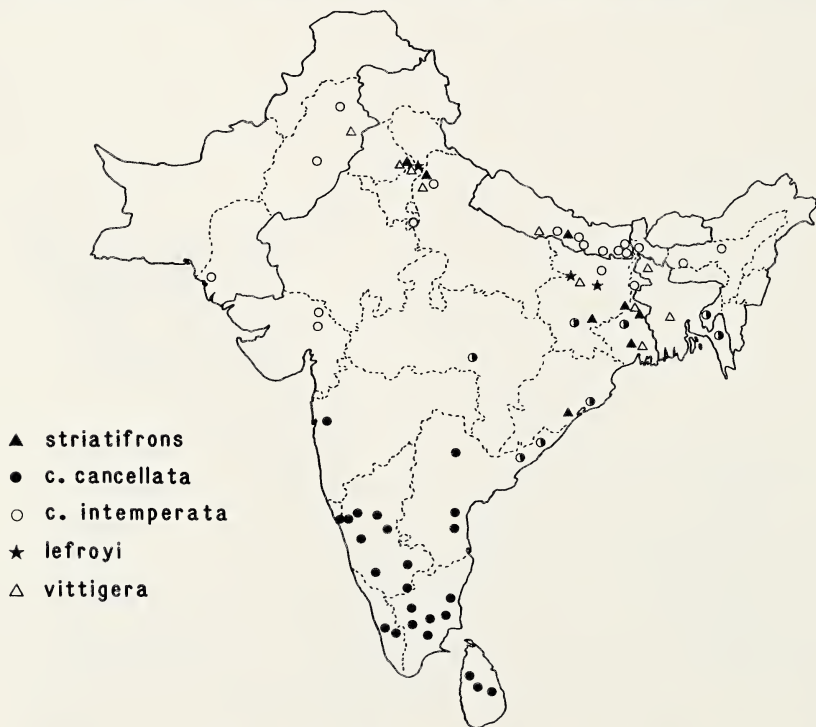 striatifrons
c. cancellata
c. intemperata
lefroyi
vittigera